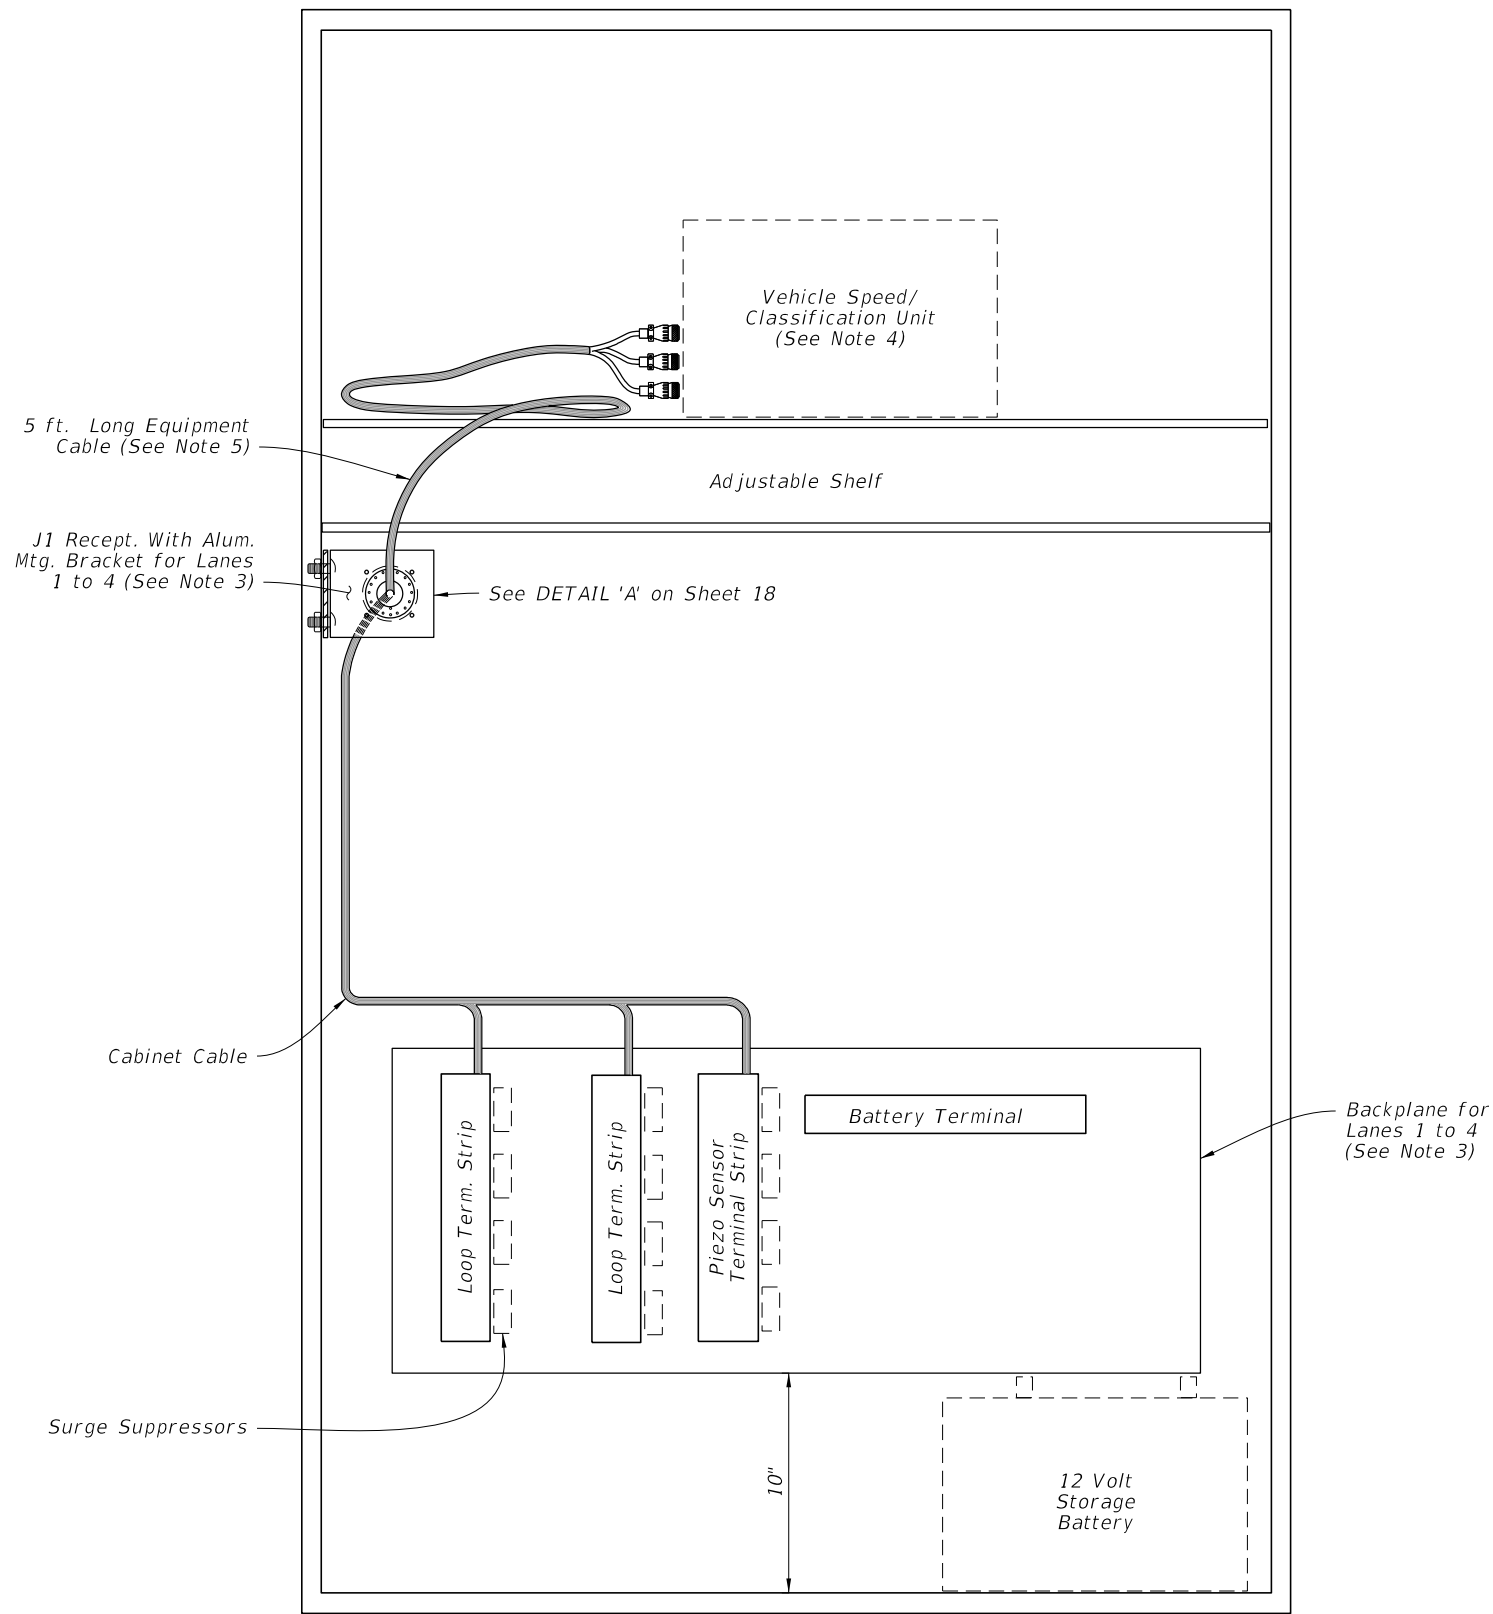 Vehicle Speed/
Classification Unit
(See Note 4)
5 ft. Long Equipment
Cable (See Note 5)
Adjustable Shelf
J1 Recept. With Alum.
Mtg. Bracket for Lanes
1 to 4 (See Note 3)
See DETAIL 'A' on Sheet 18
Cabinet Cable
Backplane for
Lanes 1 to 4
(See Note 3)
Battery Terminal
Loop Term. Strip
Loop Term. Strip
Piezo Sensor
Terminal Strip
Surge Suppressors
10"
12 Volt
Storage
Battery